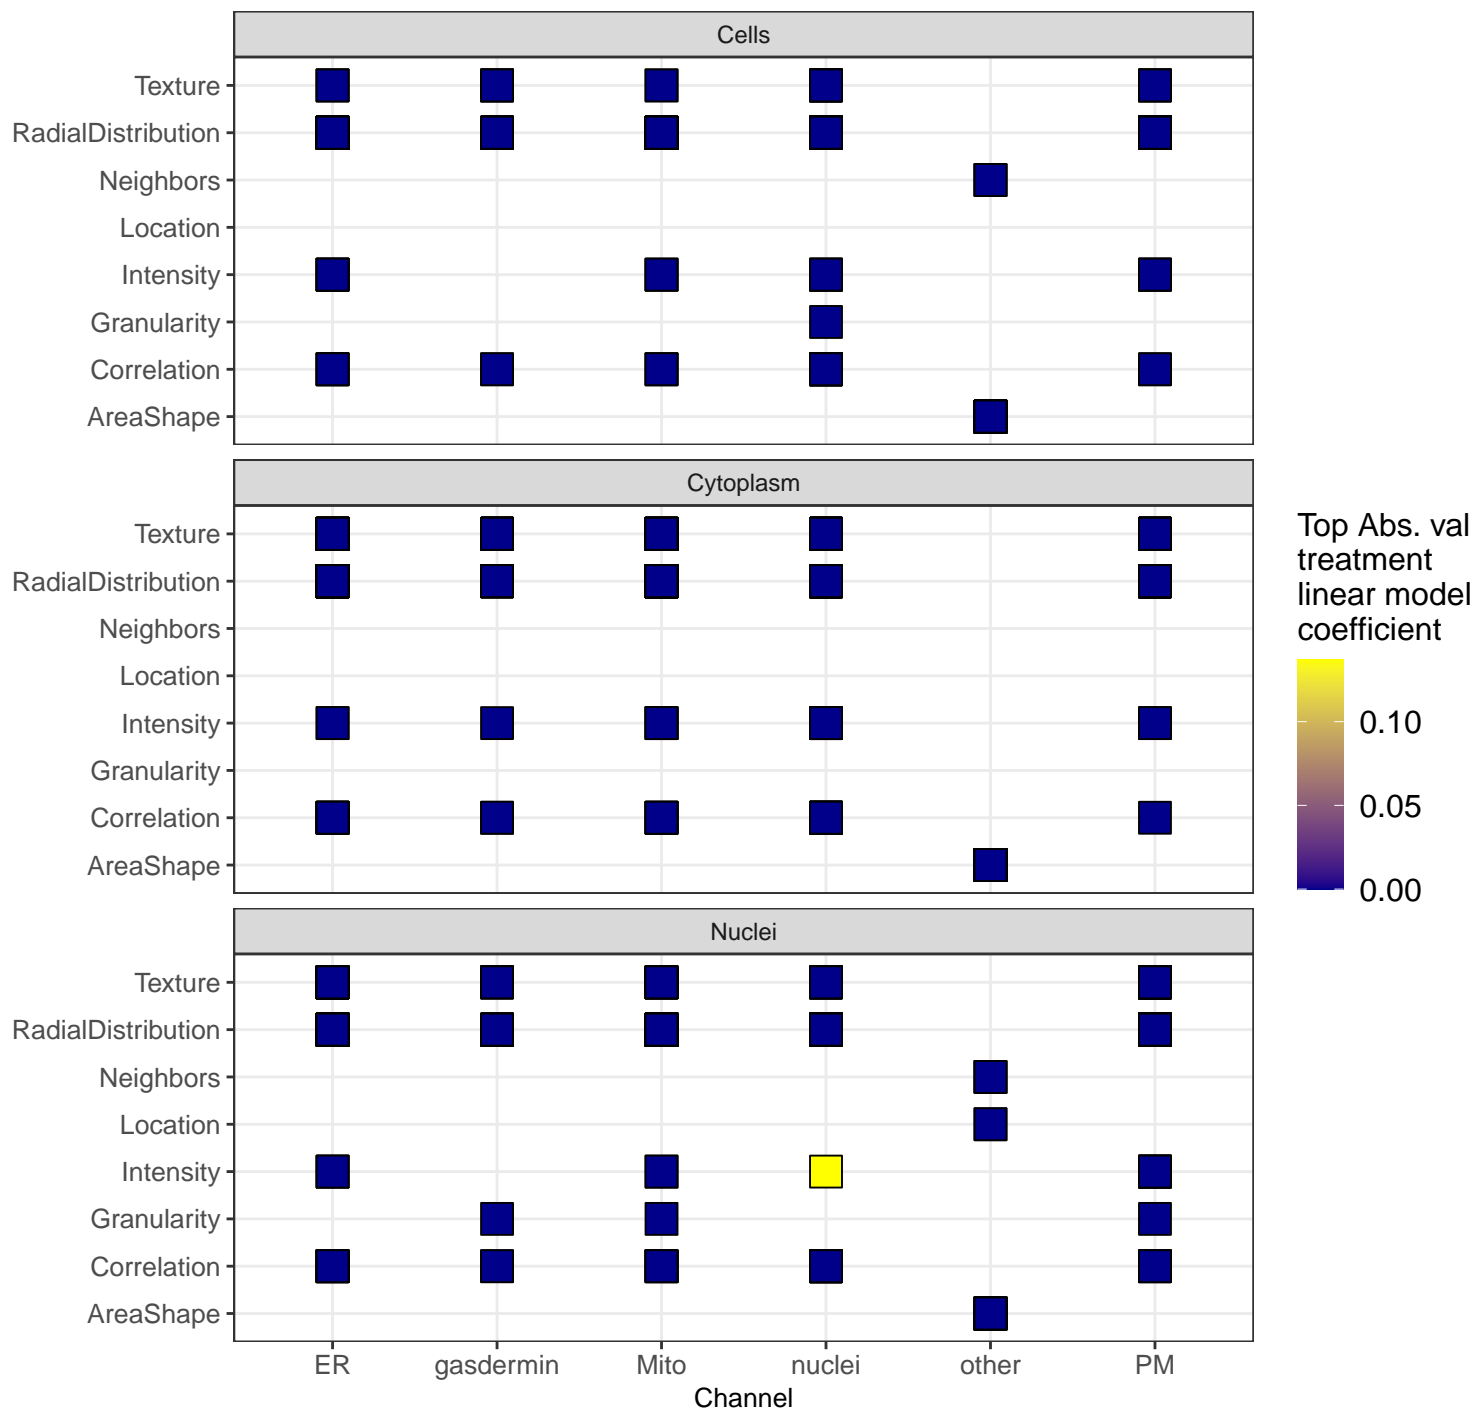 Cells
Texture
RadialDistribution
Neighbors
Location
Intensity
Granularity
Correlation
AreaShape
Cytoplasm
Texture
RadialDistribution
Neighbors
Location
Intensity
Granularity
Correlation
AreaShape
Nuclei
Texture
RadialDistribution
Neighbors
Location
Intensity
Granularity
Correlation
AreaShape
ER gasdermin Mito nuclei other PM
Channel
Top Abs. val
treatment
linear model
coefficient
0.10
0.05
0.00